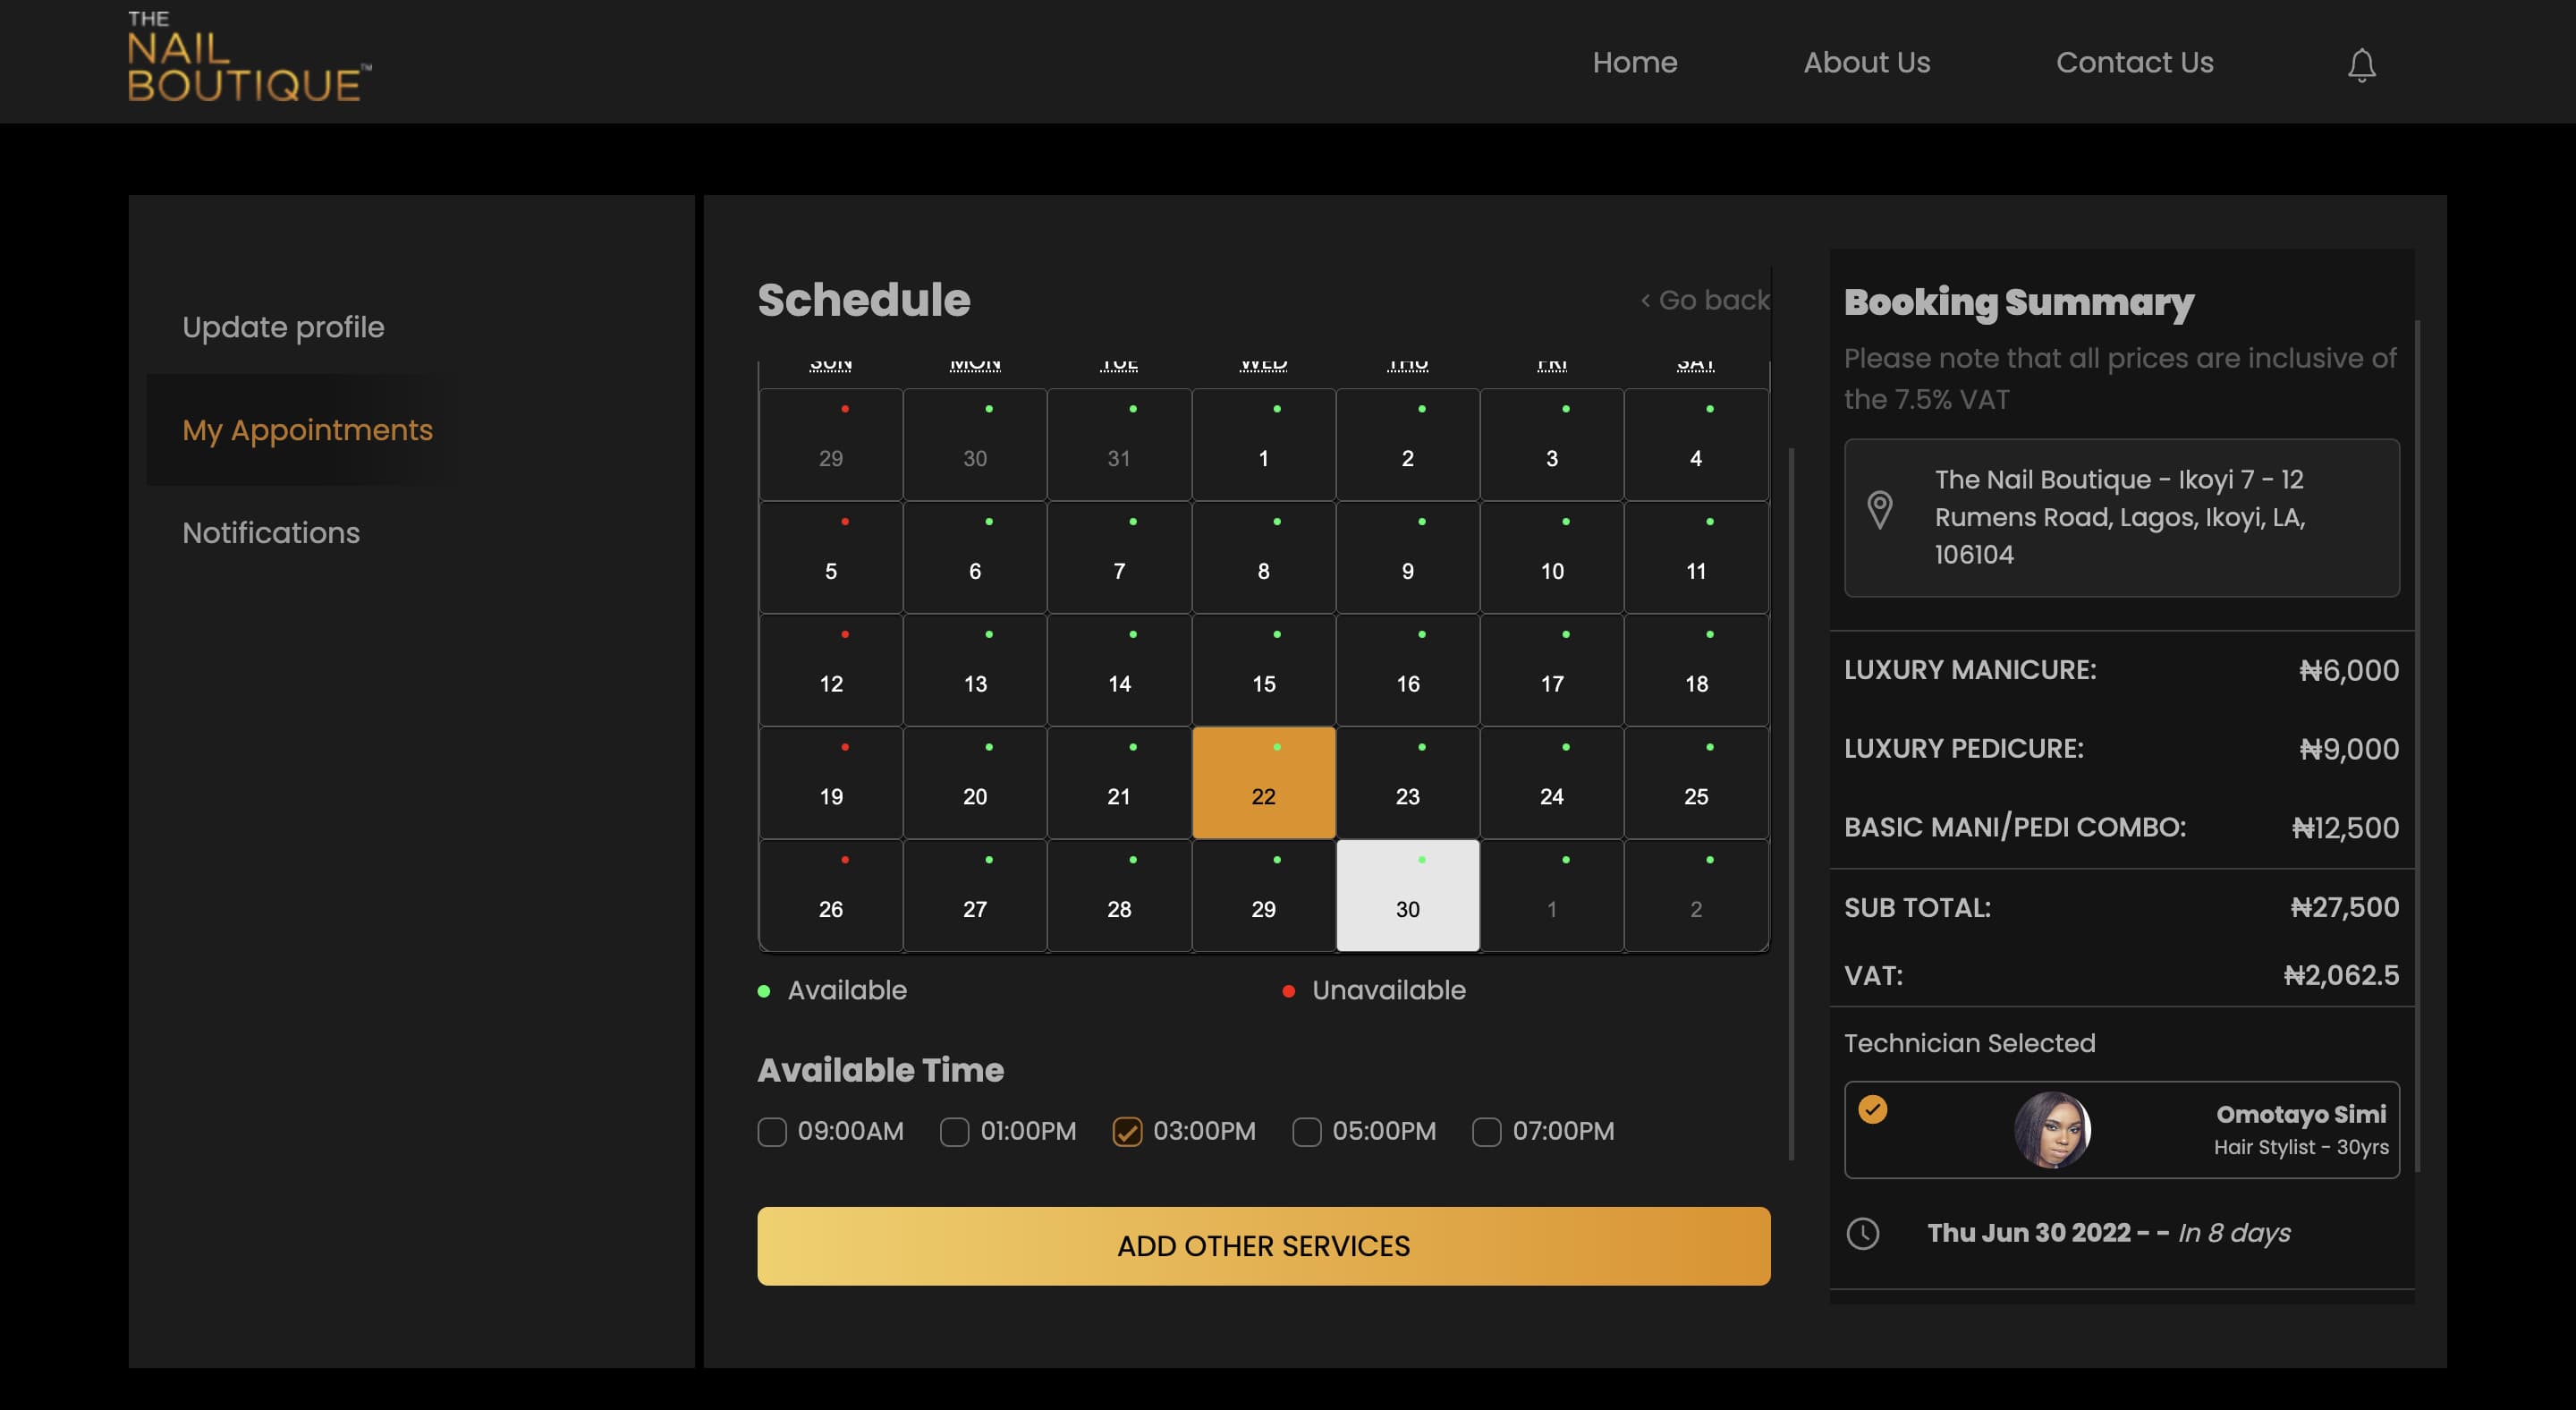 THE
NAIL
BOUTIQUE™
Home About Us Contact Us
Update profile
My Appointments
Notifications
Schedule
< Go back
SUN MON TUE WED THU FRI SAT
29 30 31 1 2 3 4
5 6 7 8 9 10 11
12 13 14 15 16 17 18
19 20 21 22 23 24 25
26 27 28 29 30 1 2
Available Unavailable
Available Time
09:00AM 01:00PM 03:00PM 05:00PM 07:00PM
ADD OTHER SERVICES
Booking Summary
Please note that all prices are inclusive of
the 7.5% VAT
The Nail Boutique - Ikoyi 7 - 12
Rumens Road, Lagos, Ikoyi, LA,
106104
LUXURY MANICURE: ₦6,000
LUXURY PEDICURE: ₦9,000
BASIC MANI/PEDI COMBO: ₦12,500
SUB TOTAL: ₦27,500
VAT: ₦2,062.5
Technician Selected
Omotayo Simi
Hair Stylist - 30yrs
Thu Jun 30 2022 - - In 8 days